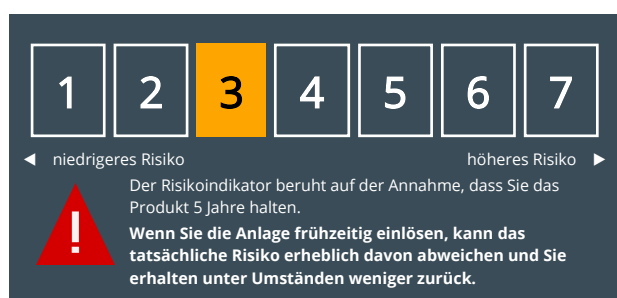 1 2 3 4 5 6 7
◄ niedrigeres Risiko höheres Risiko ►
Der Risikoindikator beruht auf der Annahme, dass Sie das
Produkt 5 Jahre halten.
! Wenn Sie die Anlage frühzeitig einlösen, kann das
tatsächliche Risiko erheblich davon abweichen und Sie
erhalten unter Umständen weniger zurück.